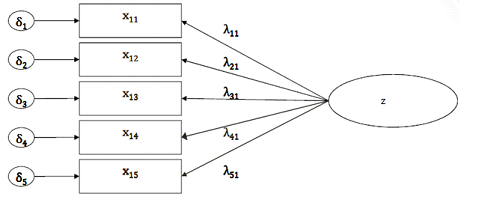 δ₁ x₁₁ λ₁₁
δ₂ x₁₂ λ₂₁
δ₃ x₁₃ λ₃₁ z
δ₄ x₁₄ λ₄₁
δ₅ x₁₅ λ₅₁